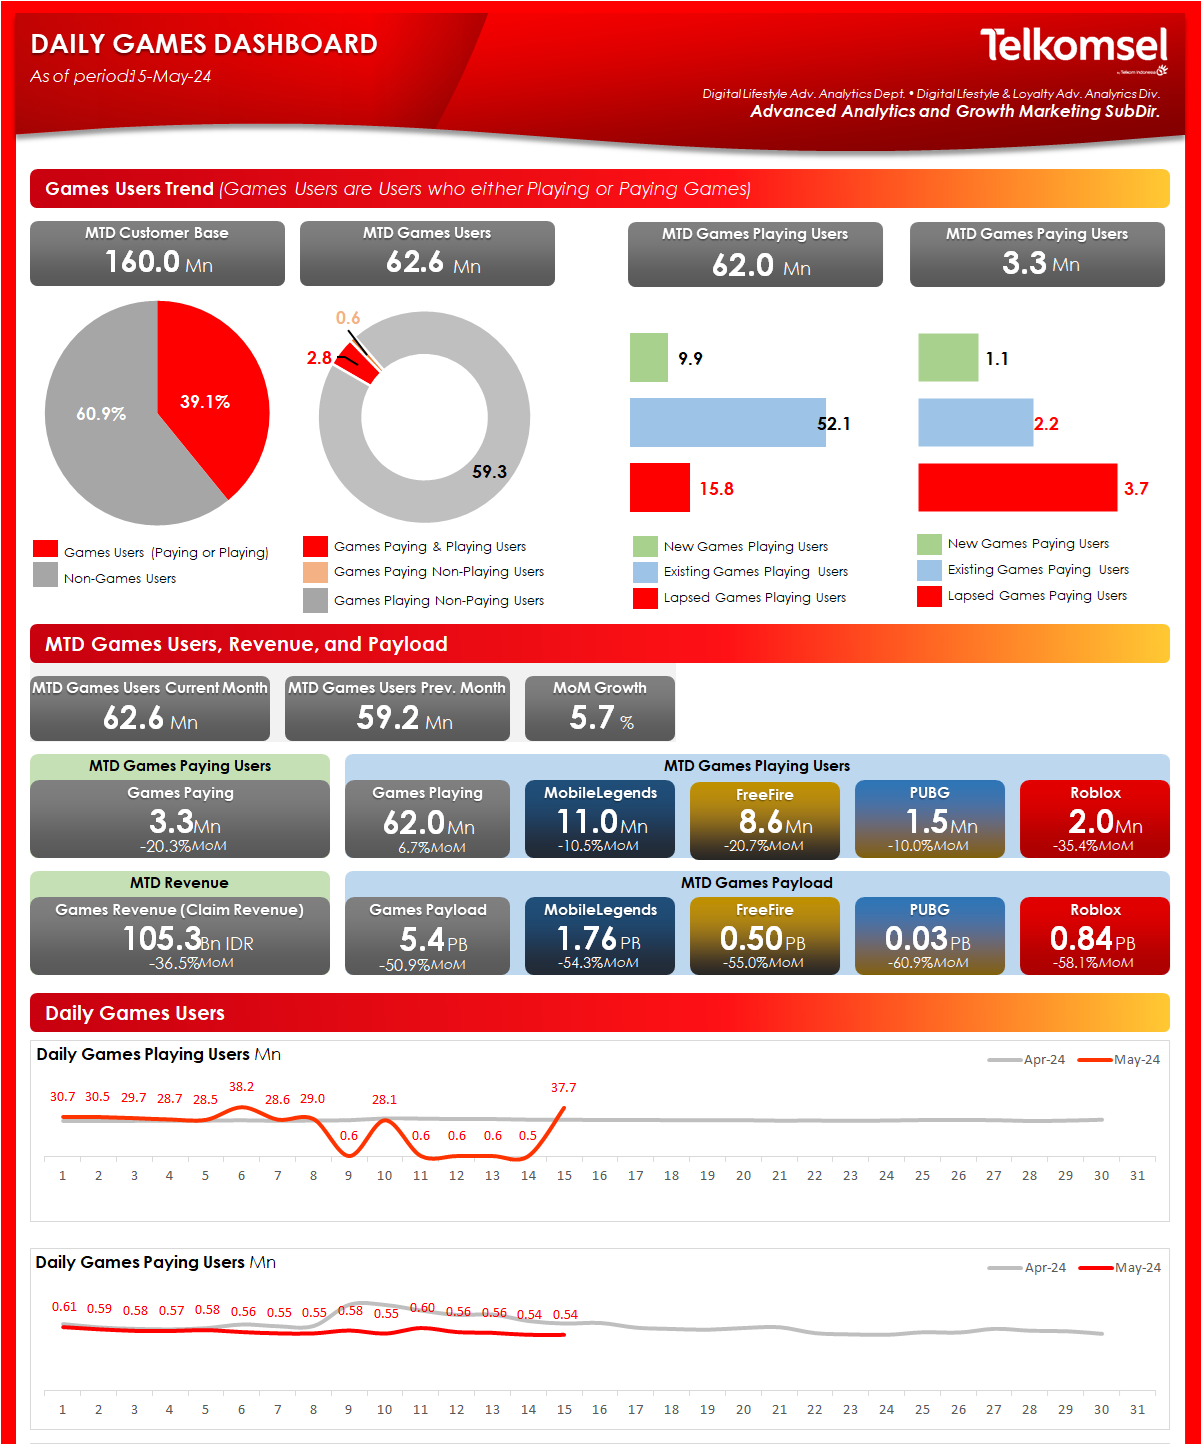 DAILY GAMES DASHBOARD
As of period:15-May-24
Telkomsel
by Telkom Indonesia
Digital Lifestyle Adv. Analytics Dept. • Digital Lfestyle & Loyalty Adv. Analyrics Div.
Advanced Analytics and Growth Marketing SubDir.
Games Users Trend (Games Users are Users who either Playing or Paying Games)
MTD Customer Base
160.0 Mn
MTD Games Users
62.6 Mn
MTD Games Playing Users
62.0 Mn
MTD Games Paying Users
3.3 Mn
60.9%
39.1%
Games Users (Paying or Playing)
Non-Games Users
0.6
2.8
59.3
Games Paying & Playing Users
Games Paying Non-Playing Users
Games Playing Non-Paying Users
9.9
52.1
15.8
New Games Playing Users
Existing Games Playing Users
Lapsed Games Playing Users
1.1
2.2
3.7
New Games Paying Users
Existing Games Paying Users
Lapsed Games Paying Users
MTD Games Users, Revenue, and Payload
MTD Games Users Current Month
62.6 Mn
MTD Games Users Prev. Month
59.2 Mn
MoM Growth
5.7 %
MTD Games Paying Users
Games Paying
3.3Mn
-20.3%MoM
MTD Games Playing Users
Games Playing
62.0Mn
6.7%MoM
MobileLegends
11.0Mn
-10.5%MoM
FreeFire
8.6Mn
-20.7%MoM
PUBG
1.5Mn
-10.0%MoM
Roblox
2.0Mn
-35.4%MoM
MTD Revenue
Games Revenue (Claim Revenue)
105.3Bn IDR
-36.5%MoM
MTD Games Payload
Games Payload
5.4 PB
-50.9%MoM
MobileLegends
1.76 PB
-54.3%MoM
FreeFire
0.50 PB
-55.0%MoM
PUBG
0.03 PB
-60.9%MoM
Roblox
0.84 PB
-58.1%MoM
Daily Games Users
Daily Games Playing Users Mn
Apr-24 May-24
30.7 30.5 29.7 28.7 28.5 38.2 28.6 29.0 0.6 28.1 0.6 0.6 0.6 0.5 37.7
1 2 3 4 5 6 7 8 9 10 11 12 13 14 15 16 17 18 19 20 21 22 23 24 25 26 27 28 29 30 31
Daily Games Paying Users Mn
Apr-24 May-24
0.61 0.59 0.58 0.57 0.58 0.56 0.55 0.55 0.58 0.55 0.60 0.56 0.56 0.54 0.54
1 2 3 4 5 6 7 8 9 10 11 12 13 14 15 16 17 18 19 20 21 22 23 24 25 26 27 28 29 30 31